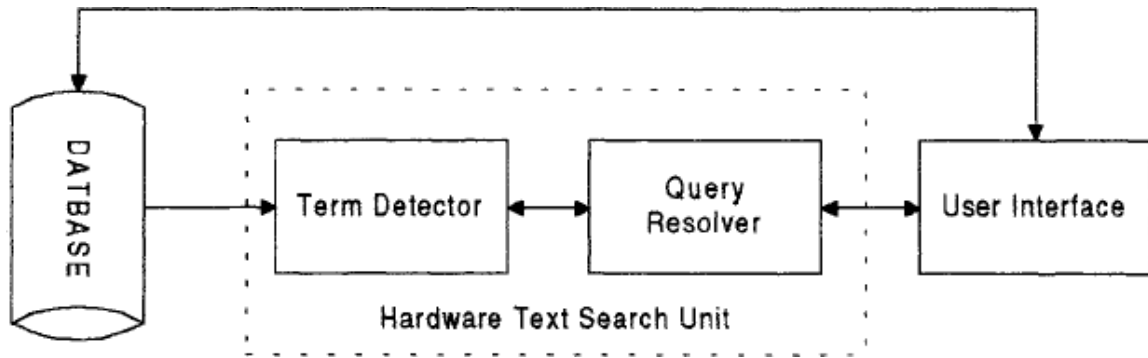 DATBASE
Term Detector
Query
Resolver
User Interface
Hardware Text Search Unit